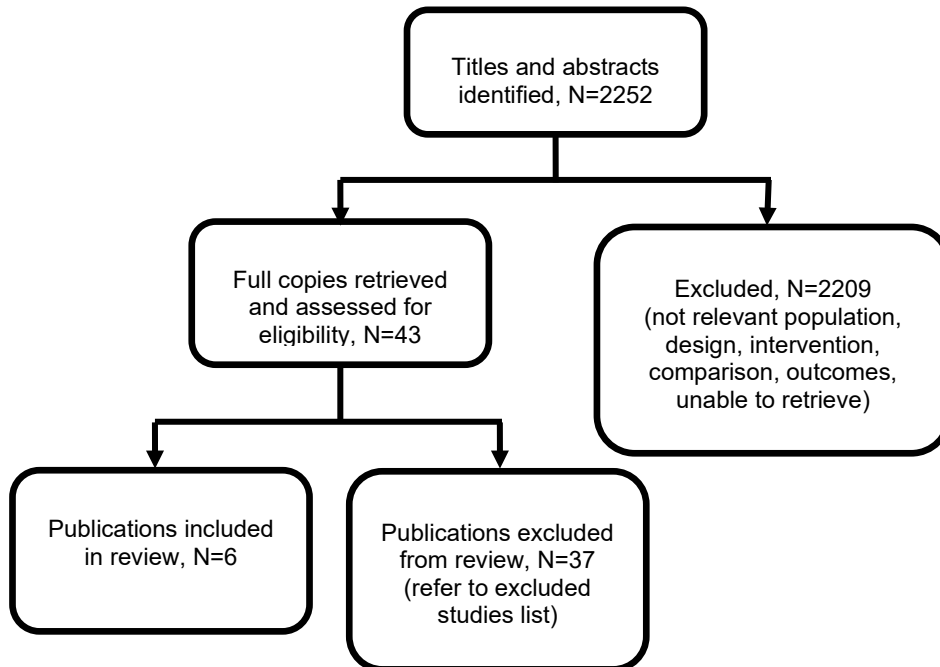 Titles and abstracts
identified, N=2252
Full copies retrieved
and assessed for
eligibility, N=43
Excluded, N=2209
(not relevant population,
design, intervention,
comparison, outcomes,
unable to retrieve)
Publications included
in review, N=6
Publications excluded
from review, N=37
(refer to excluded
studies list)